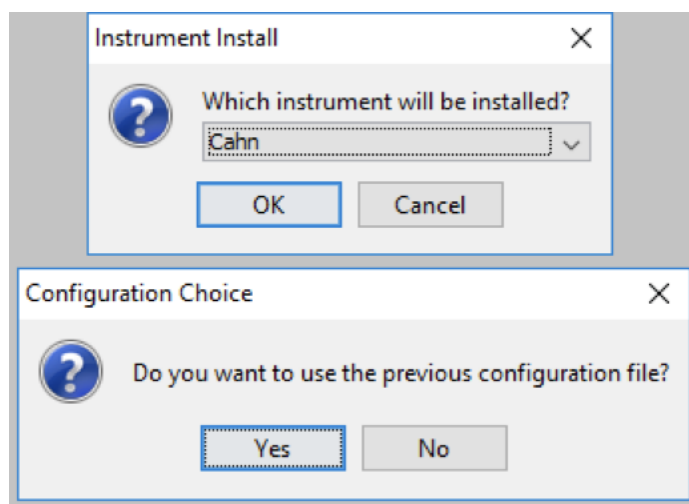 Instrument Install
Which instrument will be installed?
Cahn
OK Cancel
Configuration Choice
Do you want to use the previous configuration file?
Yes No